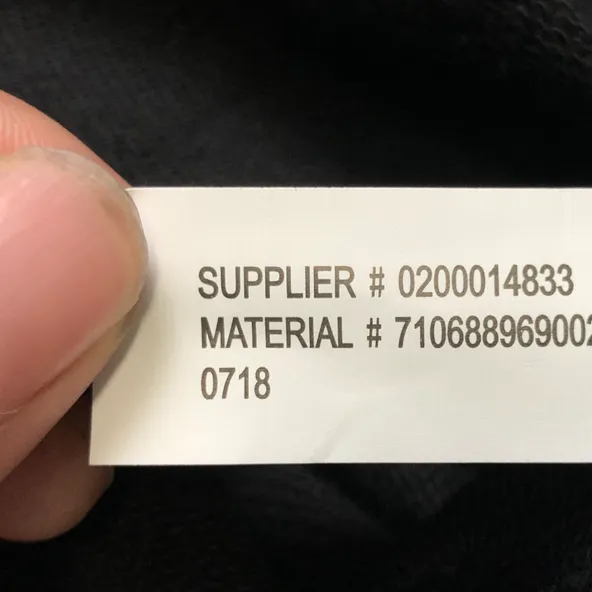 SUPPLIER # 0200014833
MATERIAL # 710688969002
0718